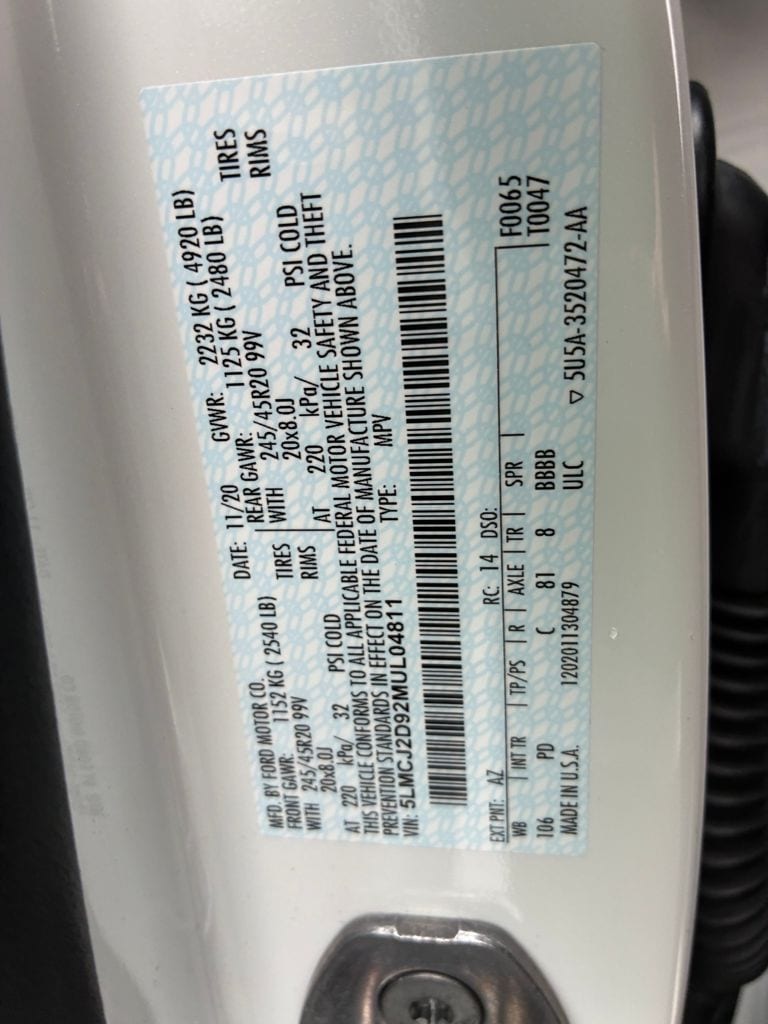 MFD. BY FORD MOTOR CO. DATE: 11/20 GVWR: 2232 KG ( 4920 LB)
FRONT GAWR: 1152 KG ( 2540 LB) REAR GAWR: 1125 KG ( 2480 LB)
WITH 245/45R20 99V TIRES WITH 245/45R20 99V TIRES
20x8.0J RIMS 20x8.0J RIMS
AT 220 kPa/ 32 PSI COLD AT 220 kPa/ 32 PSI COLD
THIS VEHICLE CONFORMS TO ALL APPLICABLE FEDERAL MOTOR VEHICLE SAFETY AND THEFT
PREVENTION STANDARDS IN EFFECT ON THE DATE OF MANUFACTURE SHOWN ABOVE.
VIN: 5LMCJ2D92MUL04811 TYPE: MPV
EXT PNT: AZ RC: 14 DSO: F0065
WB | INT TR | TP/PS | R | AXLE | TR | SPR | T0047
106 PD C 81 8 BBBB
MADE IN U.S.A. 1202011304879 ULC ▽ 5U5A-3520472-AA